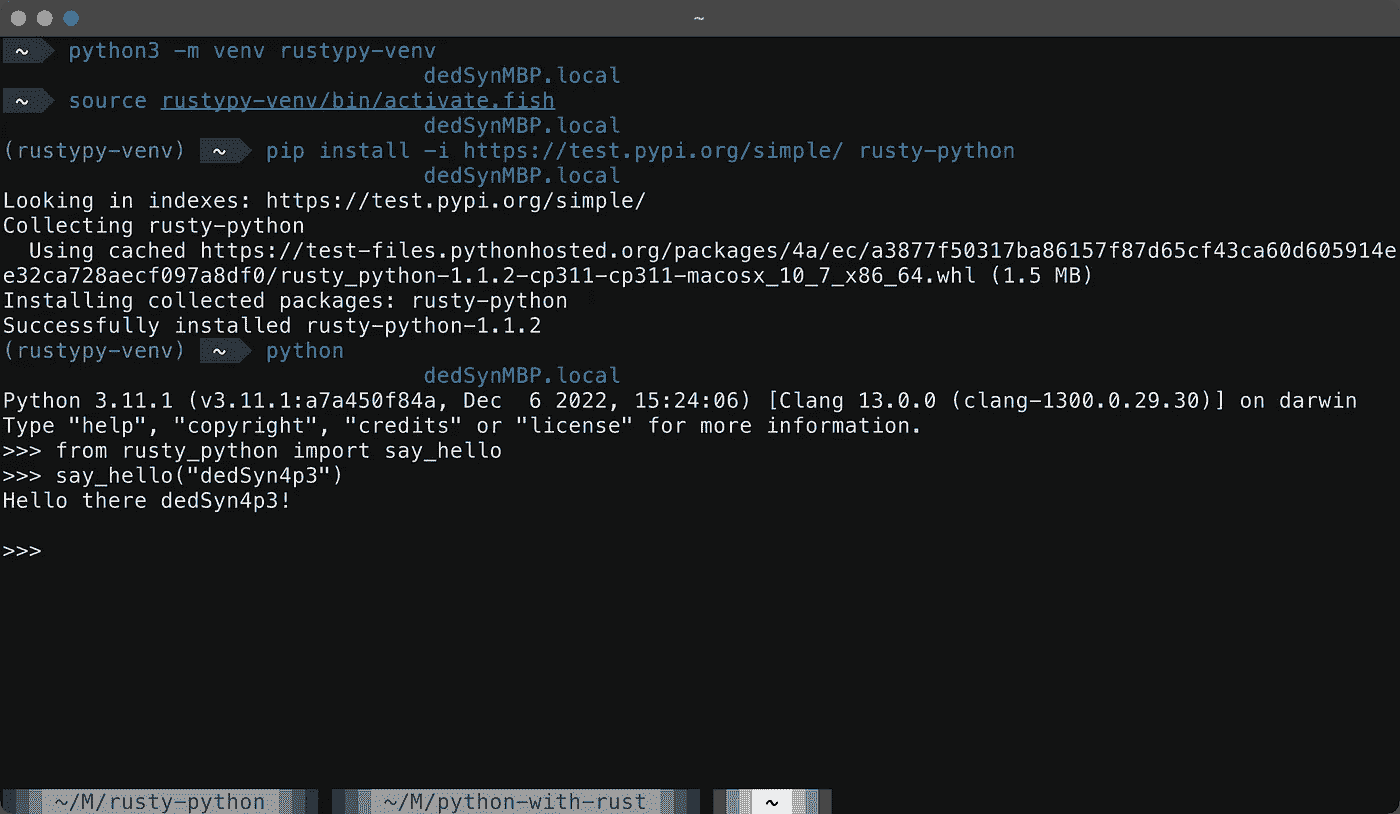 ~
~ python3 -m venv rustypy-venv
dedSynMBP.local
~ source rustypy-venv/bin/activate.fish
dedSynMBP.local
(rustypy-venv) ~ pip install -i https://test.pypi.org/simple/ rusty-python
dedSynMBP.local
Looking in indexes: https://test.pypi.org/simple/
Collecting rusty-python
  Using cached https://test-files.pythonhosted.org/packages/4a/ec/a3877f50317ba86157f87d65cf43ca60d605914e
e32ca728aecf097a8df0/rusty_python-1.1.2-cp311-cp311-macosx_10_7_x86_64.whl (1.5 MB)
Installing collected packages: rusty-python
Successfully installed rusty-python-1.1.2
(rustypy-venv) ~ python
dedSynMBP.local
Python 3.11.1 (v3.11.1:a7a450f84a, Dec  6 2022, 15:24:06) [Clang 13.0.0 (clang-1300.0.29.30)] on darwin
Type "help", "copyright", "credits" or "license" for more information.
>>> from rusty_python import say_hello
>>> say_hello("dedSyn4p3")
Hello there dedSyn4p3!
>>>
~/M/rusty-python ~/M/python-with-rust ~